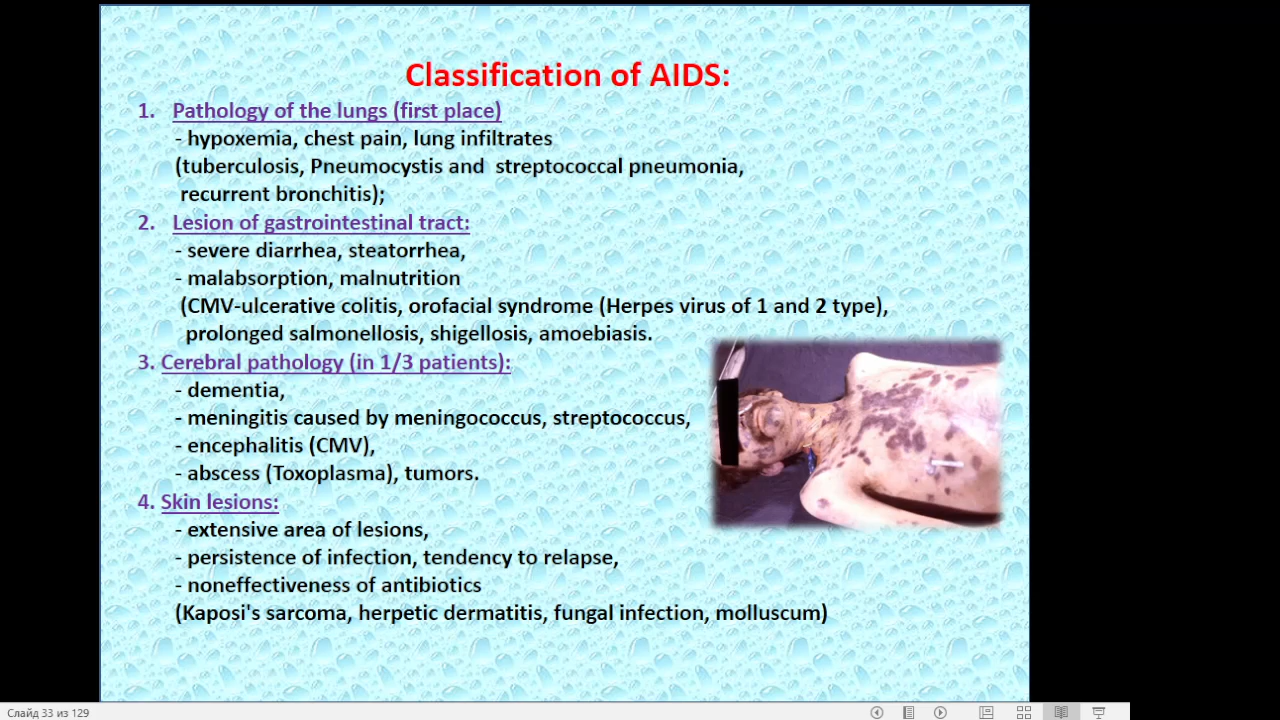 Classification of AIDS:
1. Pathology of the lungs (first place)
- hypoxemia, chest pain, lung infiltrates
(tuberculosis, Pneumocystis and streptococcal pneumonia,
recurrent bronchitis);
2. Lesion of gastrointestinal tract:
- severe diarrhea, steatorrhea,
- malabsorption, malnutrition
(CMV-ulcerative colitis, orofacial syndrome (Herpes virus of 1 and 2 type),
prolonged salmonellosis, shigellosis, amoebiasis.
3. Cerebral pathology (in 1/3 patients):
- dementia,
- meningitis caused by meningococcus, streptococcus,
- encephalitis (CMV),
- abscess (Toxoplasma), tumors.
4. Skin lesions:
- extensive area of lesions,
- persistence of infection, tendency to relapse,
- noneffectiveness of antibiotics
(Kaposi's sarcoma, herpetic dermatitis, fungal infection, molluscum)
Слайд 33 из 129